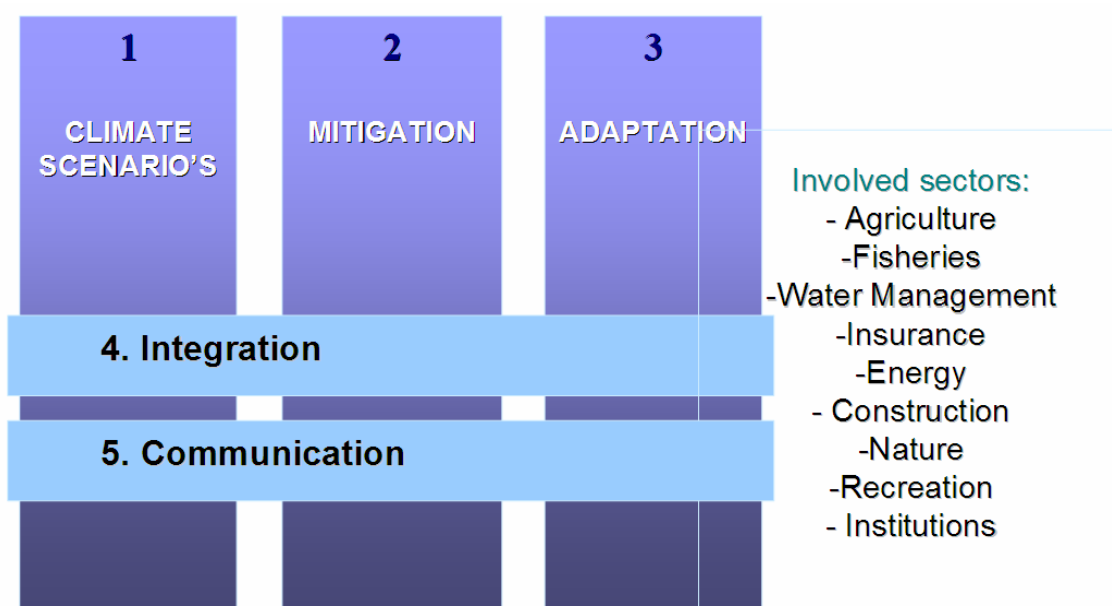 1
CLIMATE
SCENARIO'S
2
MITIGATION
3
ADAPTATION
4. Integration
5. Communication
Involved sectors:
- Agriculture
-Fisheries
-Water Management
-Insurance
-Energy
- Construction
-Nature
-Recreation
- Institutions